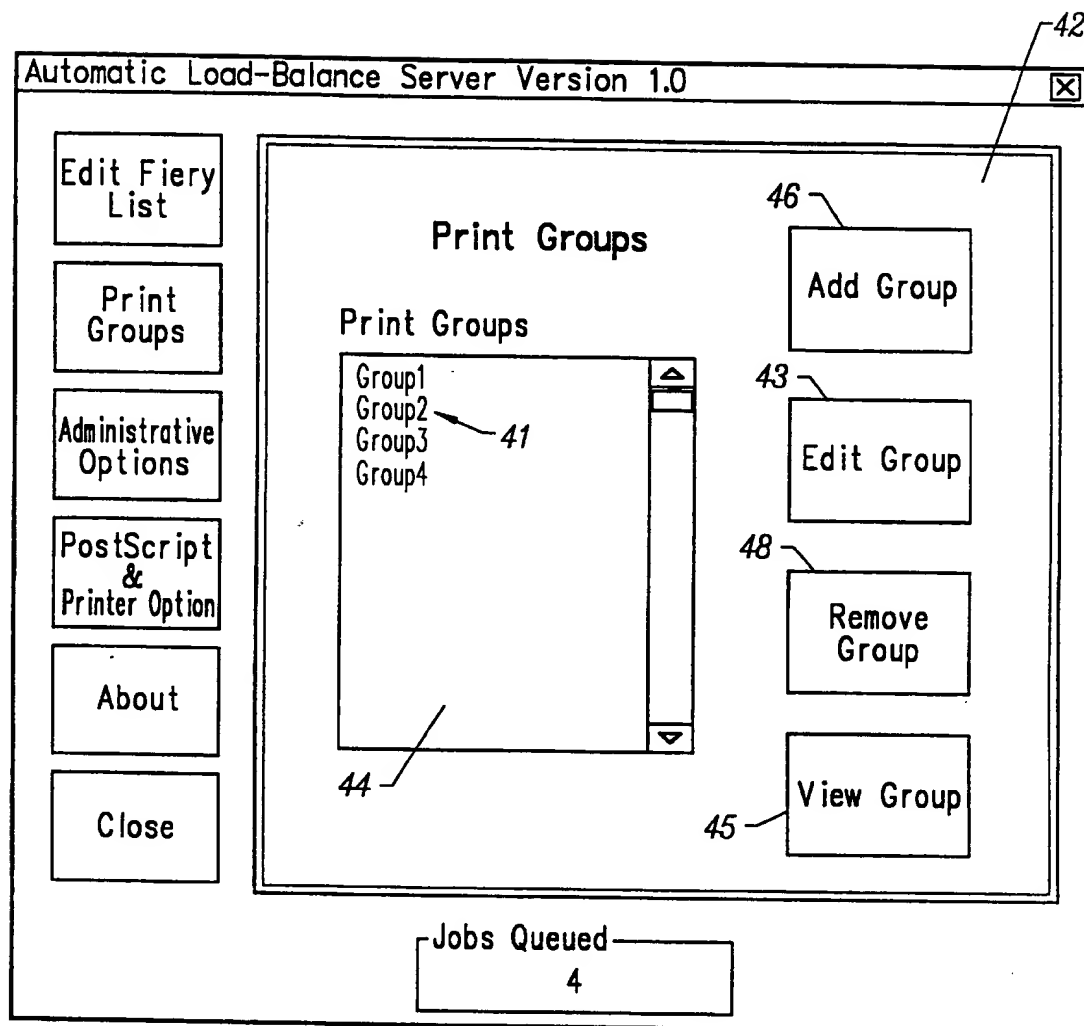 42
Automatic Load-Balance Server Version 1.0
Edit Fiery
List
Print
Groups
Administrative
Options
PostScript
&
Printer Option
About
Close
Print Groups
Print Groups
Group1
Group2
Group3
Group4
41
44
46
Add Group
43
Edit Group
48
Remove
Group
45
View Group
Jobs Queued
4